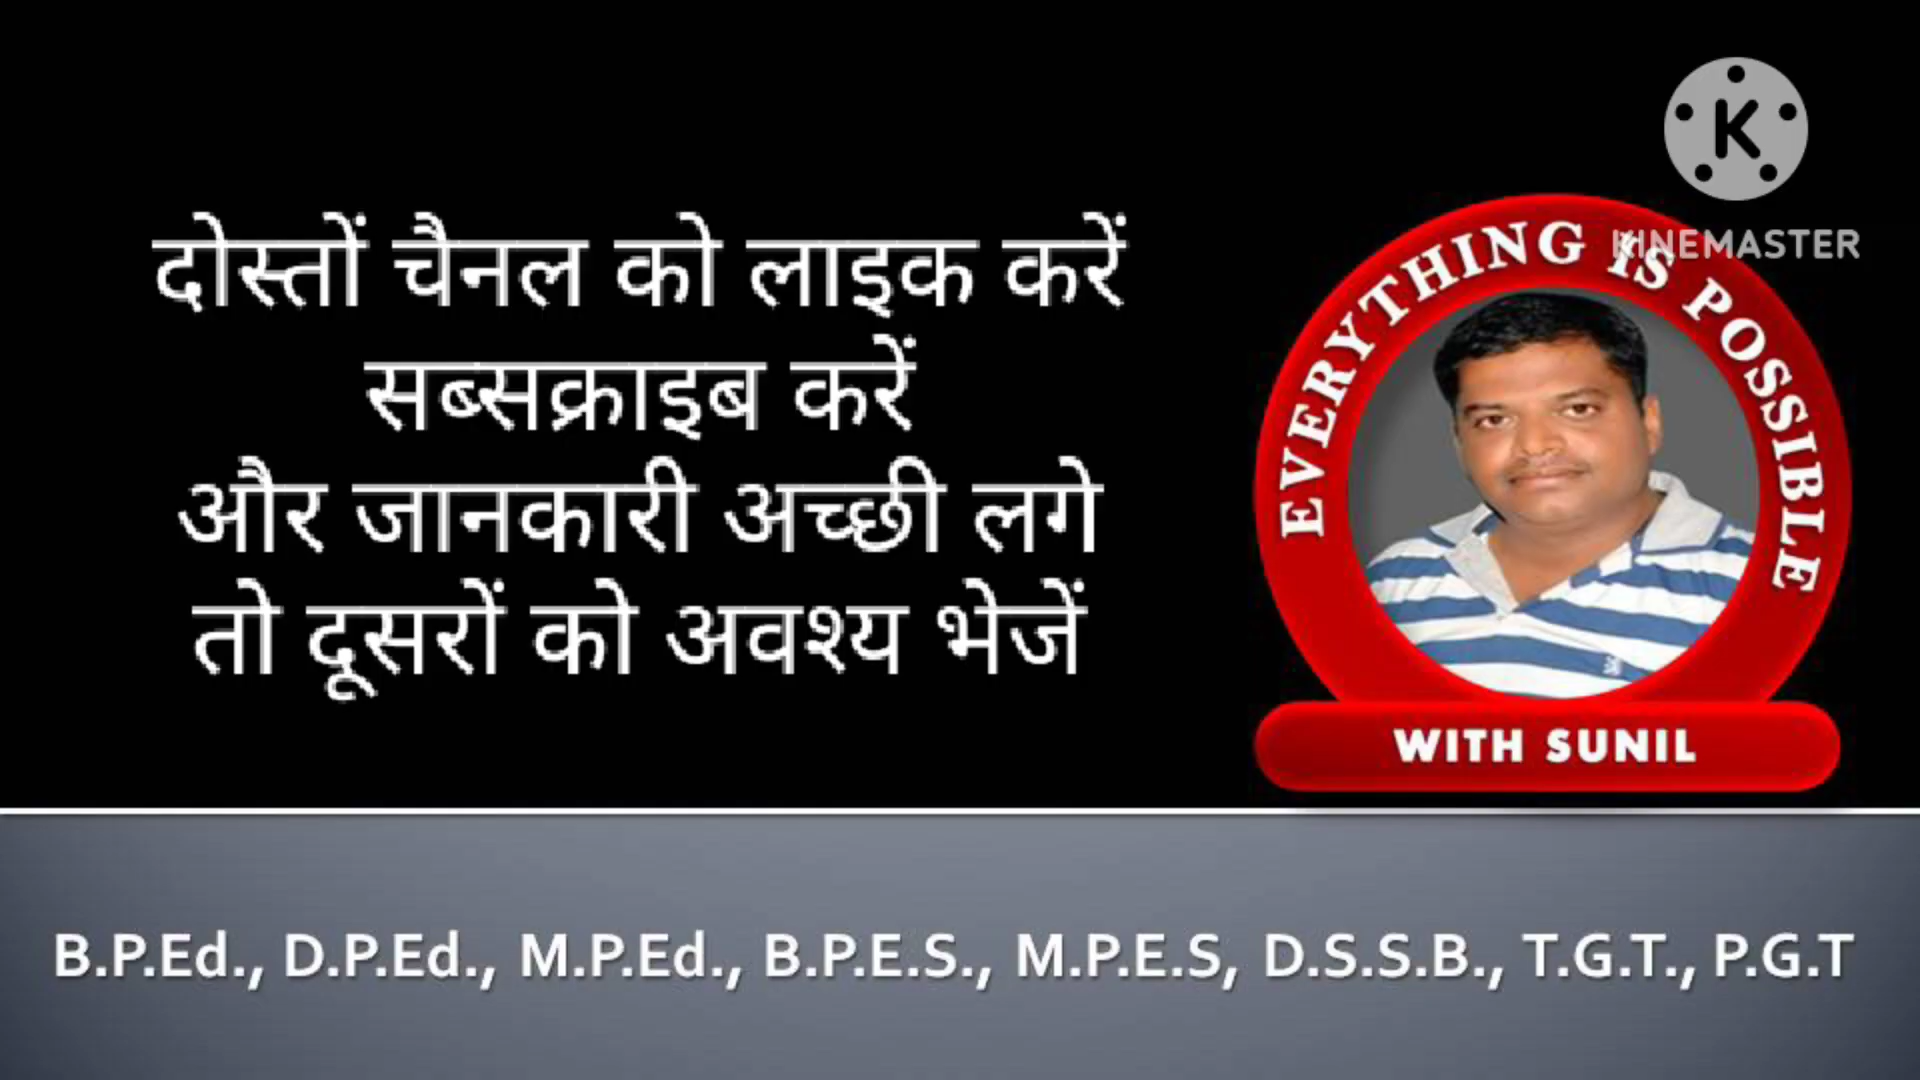 दोस्तों चैनल को लाइक करें
सब्सक्राइब करें
और जानकारी अच्छी लगे
तो दूसरों को अवश्य भेजें
K
KINEMASTER
EVERYTHING IS POSSIBLE
WITH SUNIL
B.P.Ed., D.P.Ed., M.P.Ed., B.P.E.S., M.P.E.S, D.S.S.B., T.G.T., P.G.T